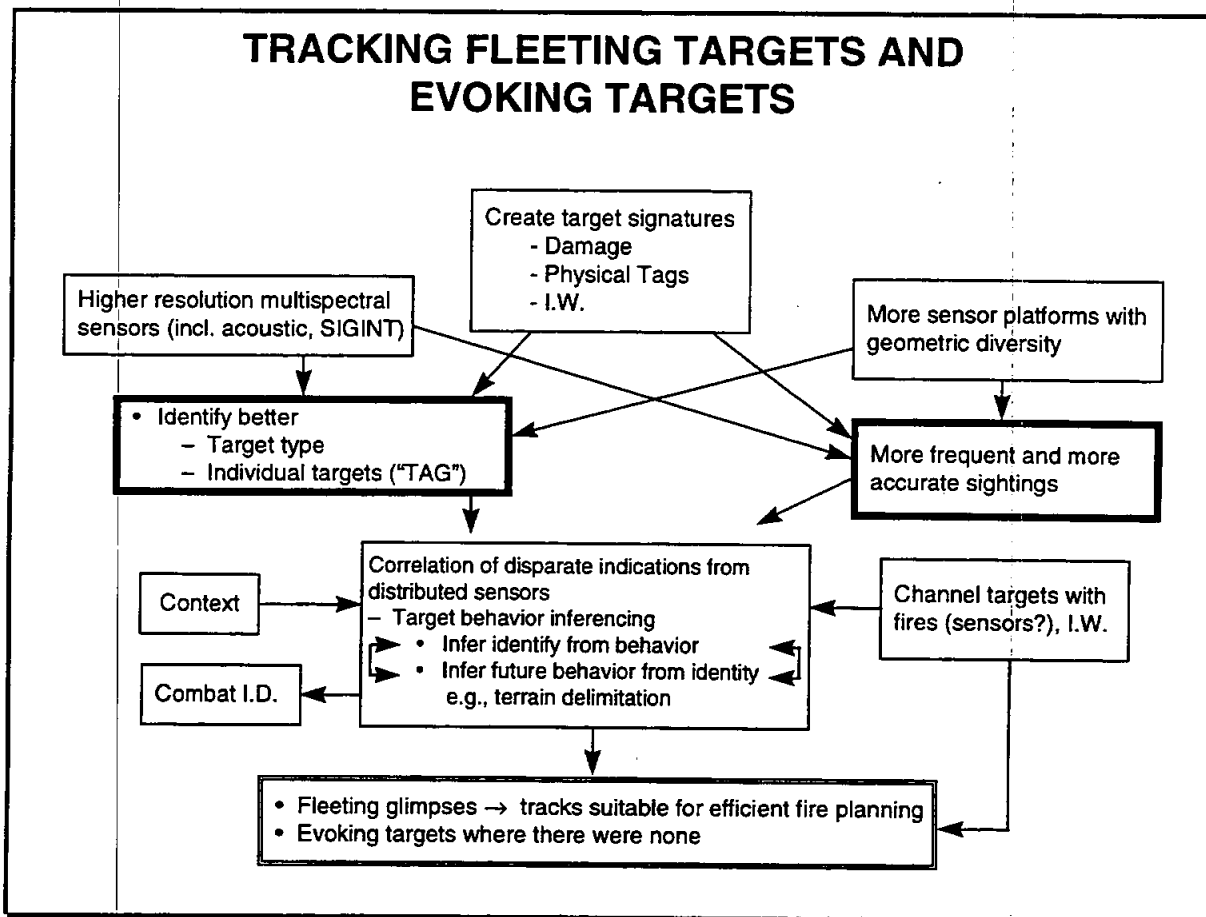 TRACKING FLEETING TARGETS AND
EVOKING TARGETS
Create target signatures
- Damage
- Physical Tags
- I.W.
Higher resolution multispectral
sensors (incl. acoustic, SIGINT)
More sensor platforms with
geometric diversity
• Identify better
– Target type
– Individual targets (“TAG”)
More frequent and more
accurate sightings
Correlation of disparate indications from
distributed sensors
– Target behavior inferencing
• Infer identify from behavior
• Infer future behavior from identity
e.g., terrain delimitation
Context
Combat I.D.
Channel targets with
fires (sensors?), I.W.
• Fleeting glimpses → tracks suitable for efficient fire planning
• Evoking targets where there were none